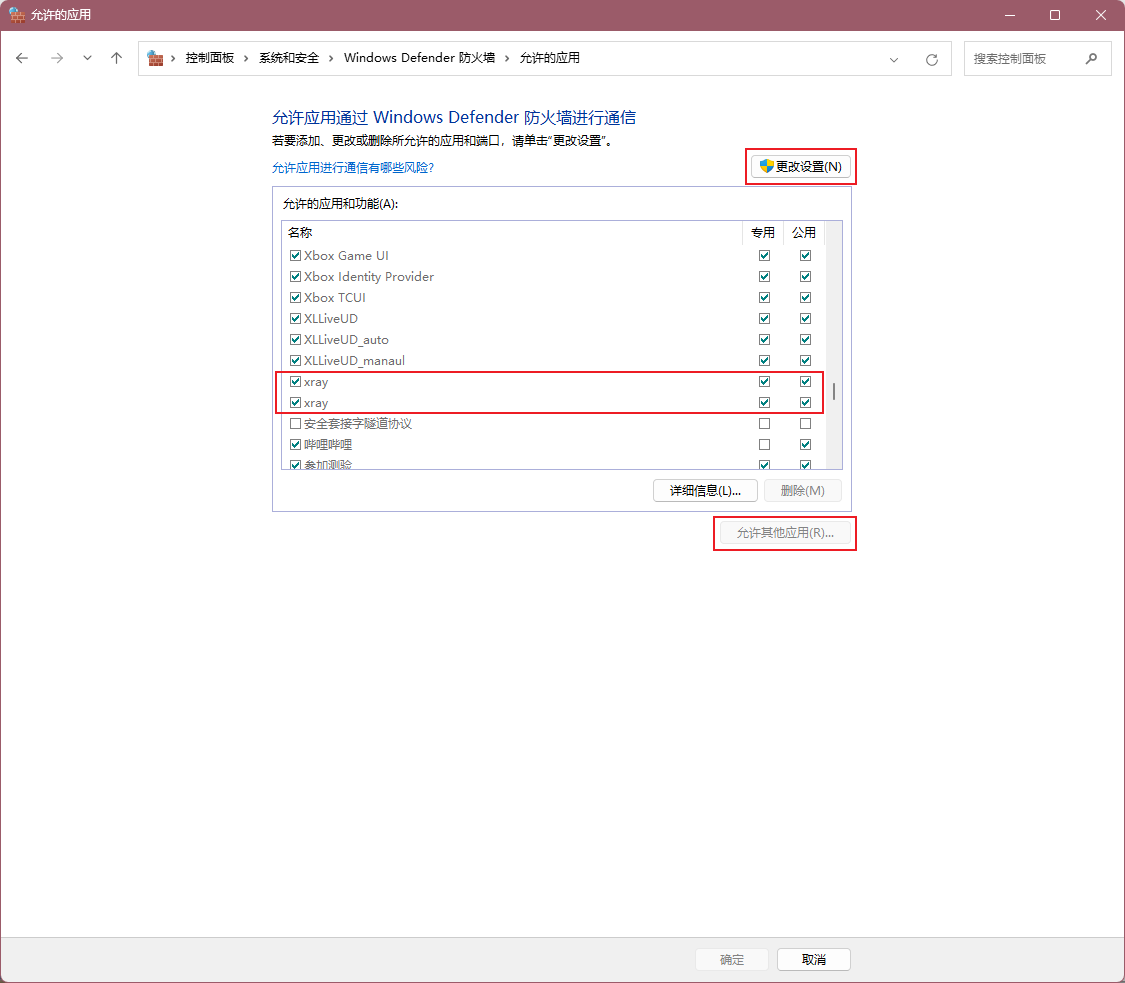 允许的应用
控制面板 系统和安全 Windows Defender 防火墙 允许的应用
搜索控制面板
允许应用通过 Windows Defender 防火墙进行通信
若要添加、更改或删除所允许的应用和端口，请单击“更改设置”。
允许应用进行通信有哪些风险?
更改设置(N)
允许的应用和功能(A):
名称 专用 公用
Xbox Game UI
Xbox Identity Provider
Xbox TCUI
XLLiveUD
XLLiveUD_auto
XLLiveUD_manaul
xray
xray
安全套接字隧道协议
哔哩哔哩
参加测验
详细信息(L)... 删除(M)
允许其他应用(R)...
确定 取消